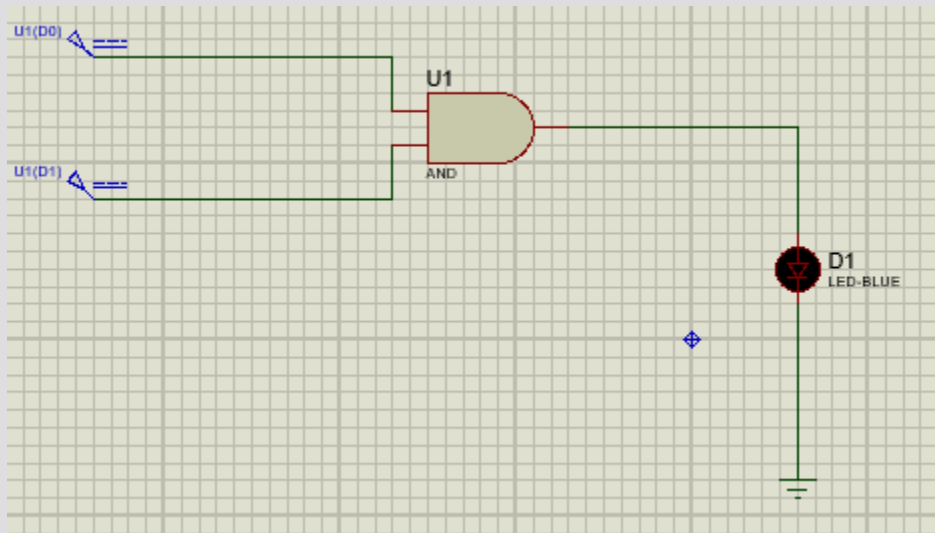 U1(D0)
U1
AND
U1(D1)
D1
LED-BLUE